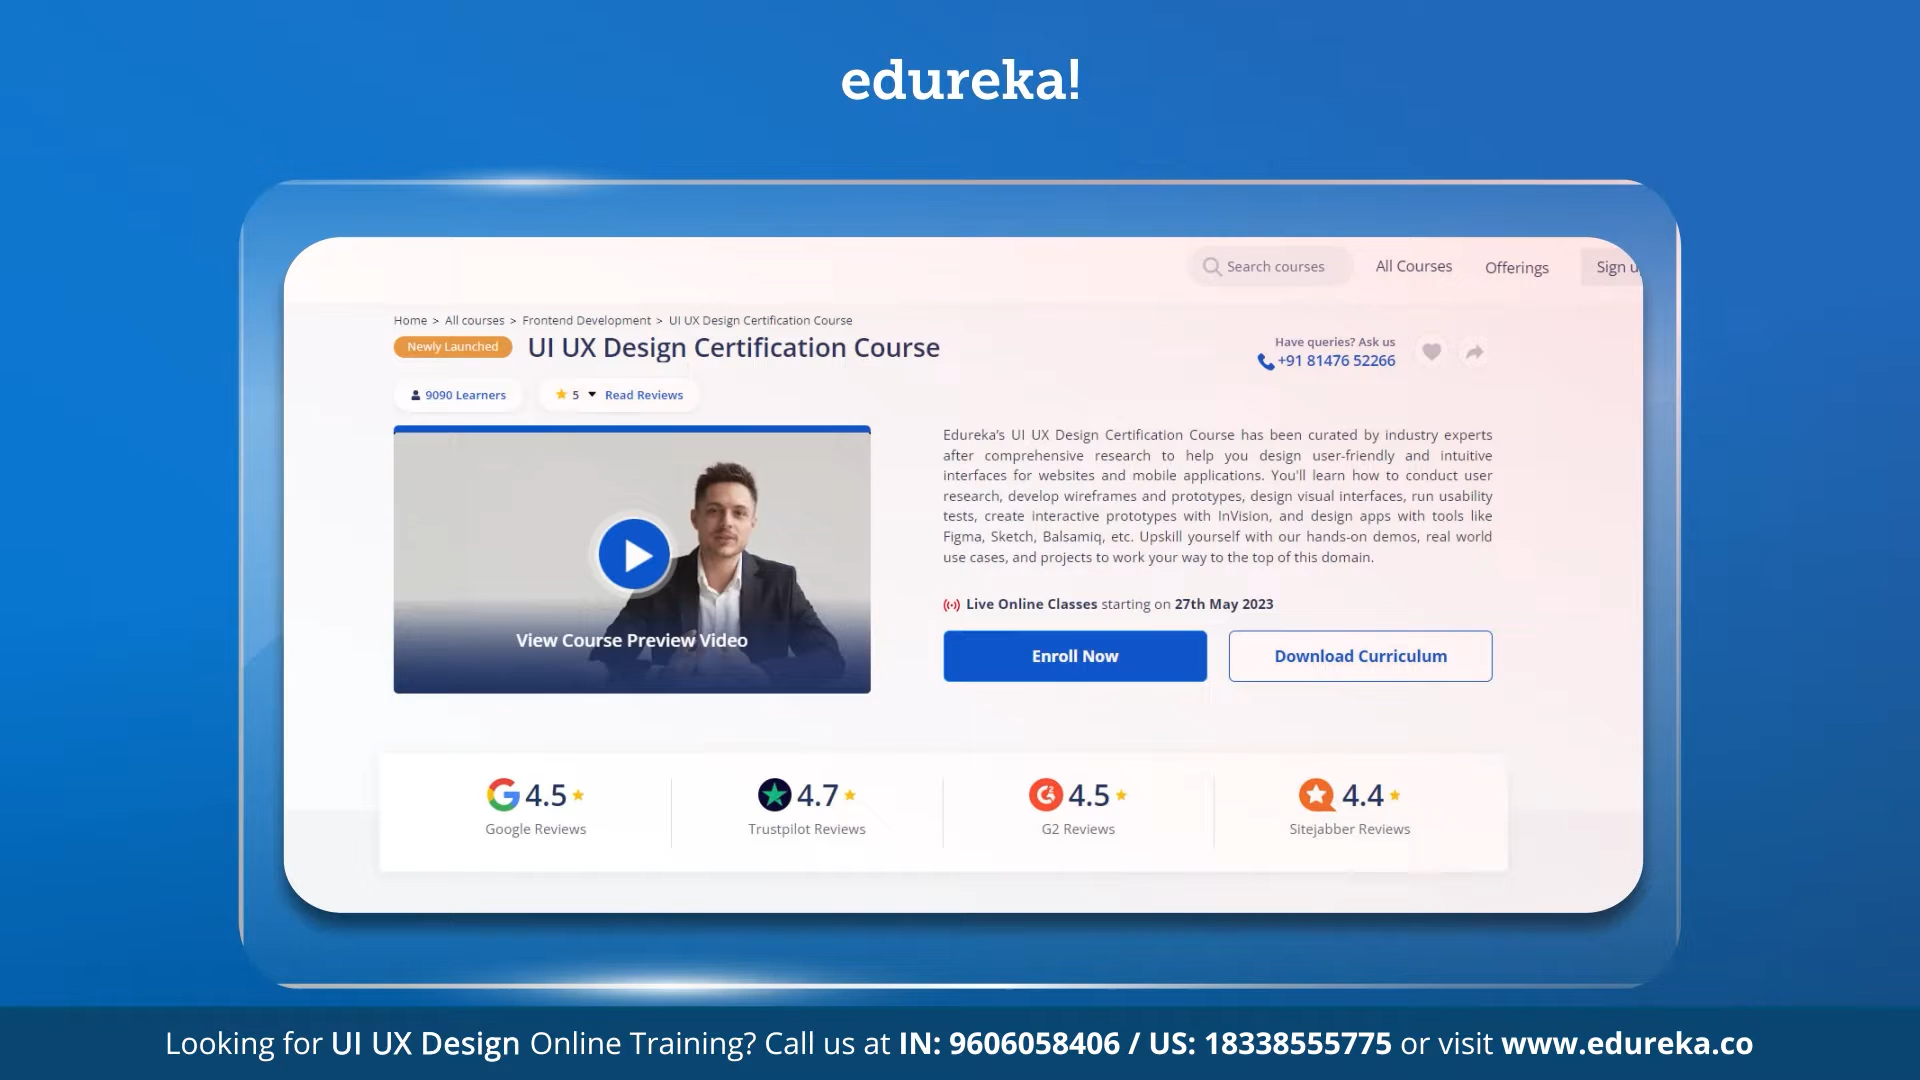 edureka!
Search courses
All Courses
Offerings
Sign u
Home > All courses > Frontend Development > UI UX Design Certification Course
Newly Launched
UI UX Design Certification Course
Have queries? Ask us
+91 81476 52266
9090 Learners
5
Read Reviews
View Course Preview Video
Edureka's UI UX Design Certification Course has been curated by industry experts
after comprehensive research to help you design user-friendly and intuitive
interfaces for websites and mobile applications. You'll learn how to conduct user
research, develop wireframes and prototypes, design visual interfaces, run usability
tests, create interactive prototypes with InVision, and design apps with tools like
Figma, Sketch, Balsamiq, etc. Upskill yourself with our hands-on demos, real world
use cases, and projects to work your way to the top of this domain.
Live Online Classes starting on 27th May 2023
Enroll Now
Download Curriculum
4.5
Google Reviews
4.7
Trustpilot Reviews
4.5
G2 Reviews
4.4
Sitejabber Reviews
Looking for UI UX Design Online Training? Call us at IN: 9606058406 / US: 18338555775 or visit www.edureka.co